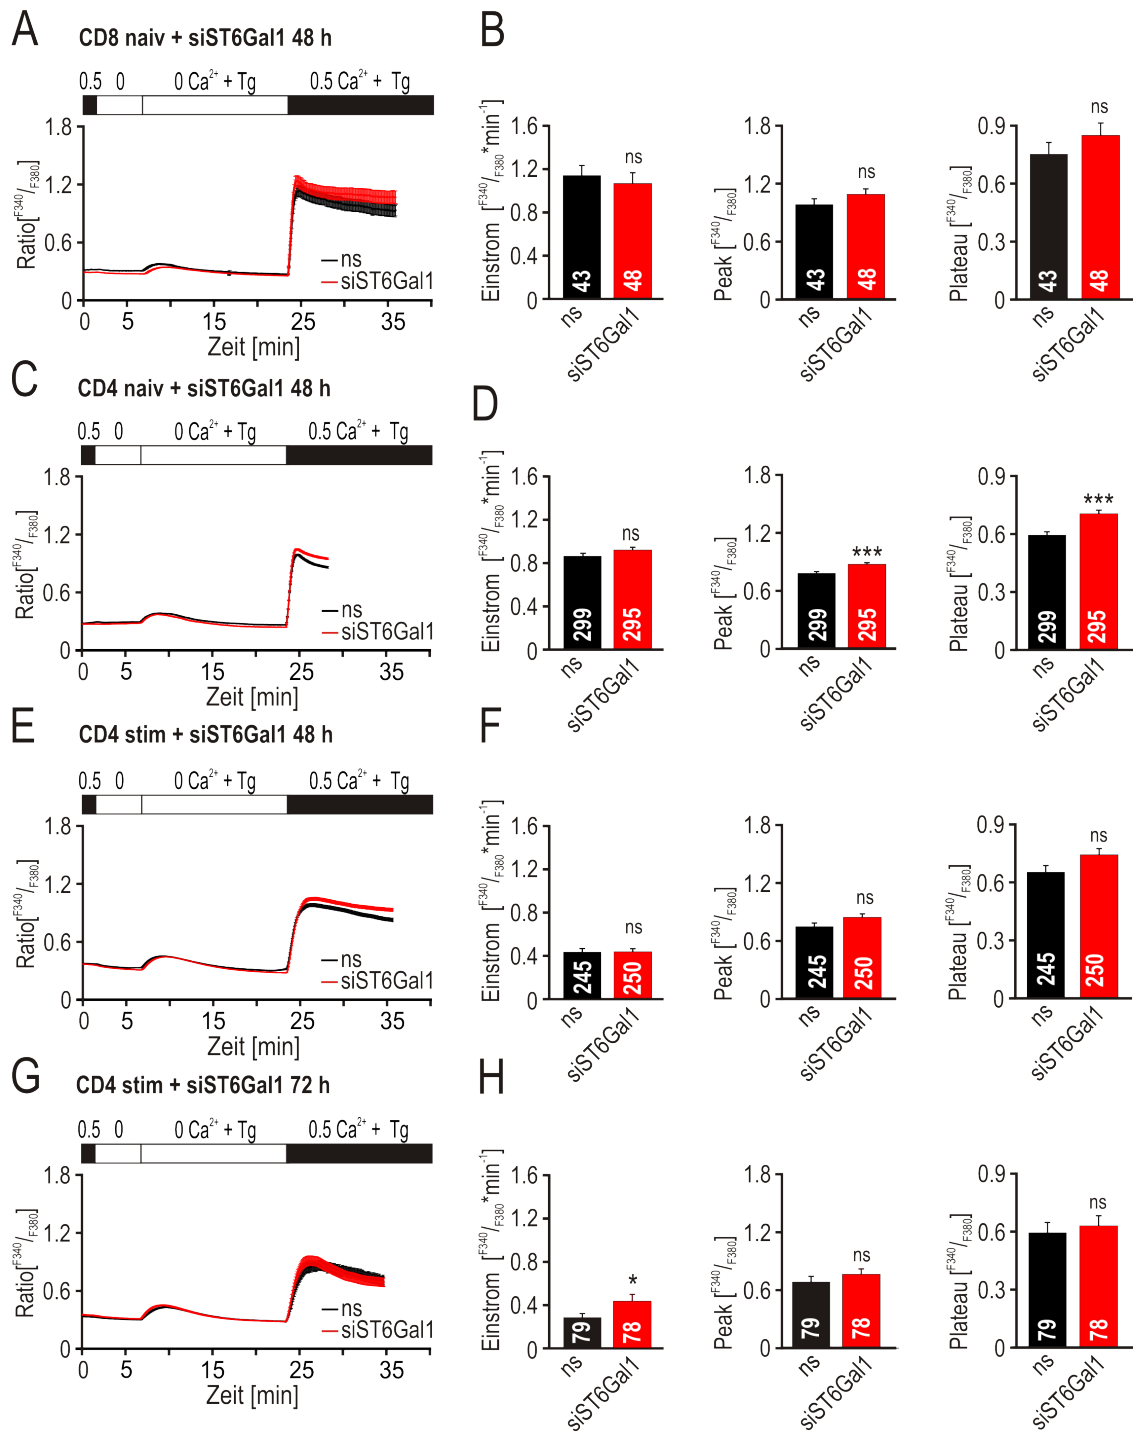 A CD8 naiv + siST6Gal1 48 h
0.5 0 0 Ca²⁺ + Tg 0.5 Ca²⁺ + Tg
Ratio[F340/F380]
1.8
1.2
0.6
0
0 5 15 25 35
Zeit [min]
ns
siST6Gal1
B
Einstrom [F340/F380*min⁻¹]
1.6
1.2
0.8
0.4
0
ns
43 48
ns siST6Gal1
Peak [F340/F380]
1.8
1.2
0.6
0
ns
43 48
ns siST6Gal1
Plateau [F340/F380]
0.9
0.6
0.3
0
ns
43 48
ns siST6Gal1
C CD4 naiv + siST6Gal1 48 h
0.5 0 0 Ca²⁺ + Tg 0.5 Ca²⁺ + Tg
Ratio[F340/F380]
1.8
1.2
0.6
0
0 5 15 25 35
Zeit [min]
ns
siST6Gal1
D
Einstrom [F340/F380*min⁻¹]
1.6
1.2
0.8
0.4
0
ns
299 295
ns siST6Gal1
Peak [F340/F380]
1.8
1.2
0.6
0
***
299 295
ns siST6Gal1
Plateau [F340/F380]
0.9
0.6
0.3
0
***
299 295
ns siST6Gal1
E CD4 stim + siST6Gal1 48 h
0.5 0 0 Ca²⁺ + Tg 0.5 Ca²⁺ + Tg
Ratio[F340/F380]
1.8
1.2
0.6
0
0 5 15 25 35
Zeit [min]
ns
siST6Gal1
F
Einstrom [F340/F380*min⁻¹]
1.6
1.2
0.8
0.4
0
ns
245 250
ns siST6Gal1
Peak [F340/F380]
1.8
1.2
0.6
0
ns
245 250
ns siST6Gal1
Plateau [F340/F380]
0.9
0.6
0.3
0
ns
245 250
ns siST6Gal1
G CD4 stim + siST6Gal1 72 h
0.5 0 0 Ca²⁺ + Tg 0.5 Ca²⁺ + Tg
Ratio[F340/F380]
1.8
1.2
0.6
0
0 5 15 25 35
Zeit [min]
ns
siST6Gal1
H
Einstrom [F340/F380*min⁻¹]
1.6
1.2
0.8
0.4
0
*
79 78
ns siST6Gal1
Peak [F340/F380]
1.8
1.2
0.6
0
ns
79 78
ns siST6Gal1
Plateau [F340/F380]
0.9
0.6
0.3
0
ns
79 78
ns siST6Gal1